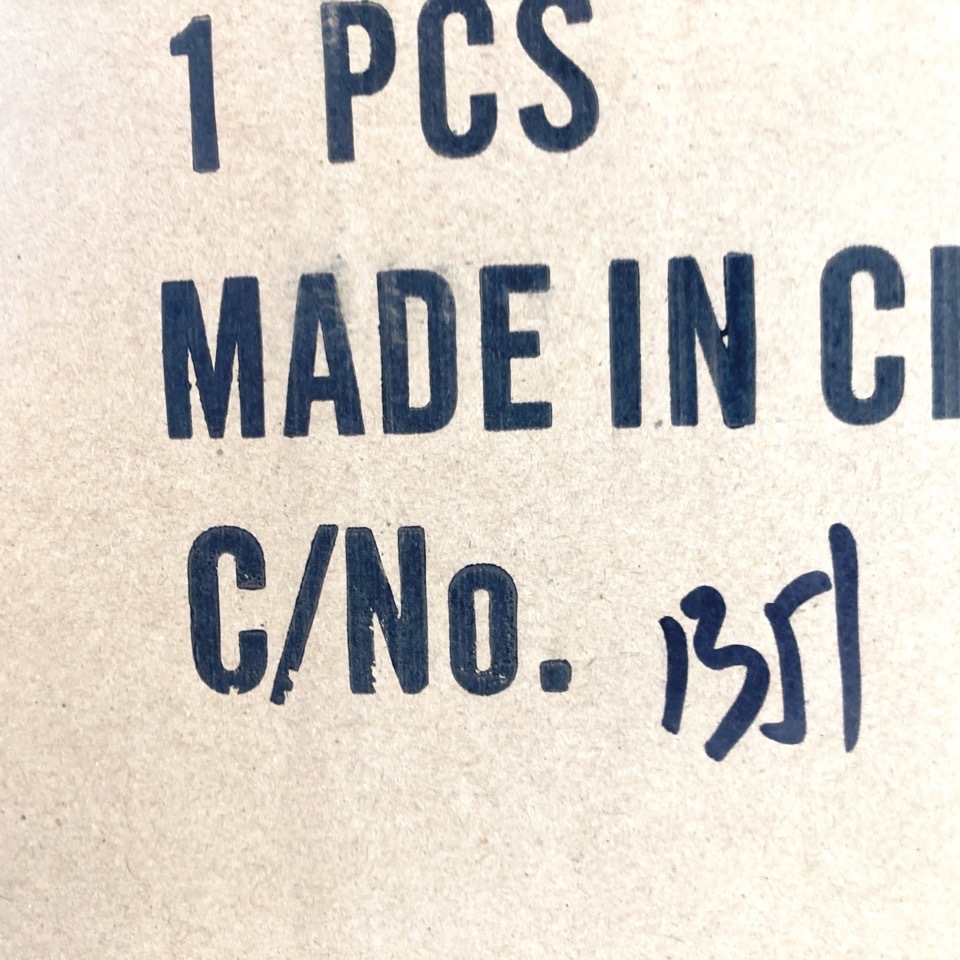 1 PCS
MADE IN C
C/No. 1351